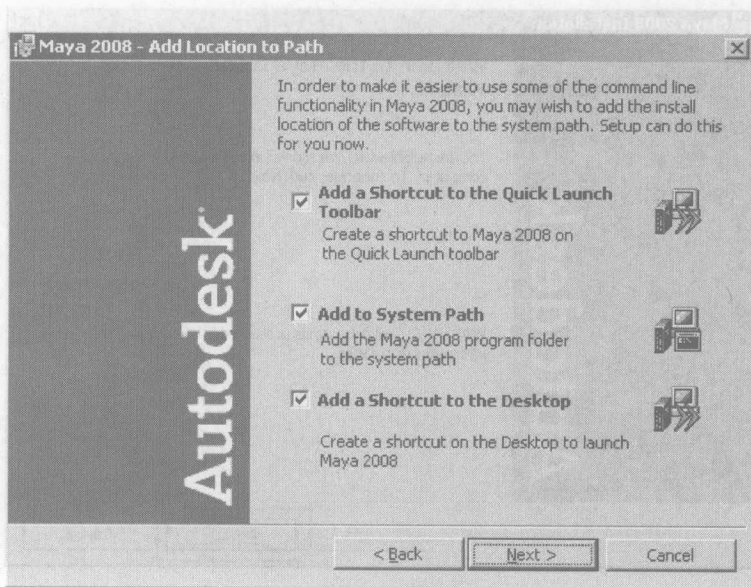 Maya 2008 - Add Location to Path
In order to make it easier to use some of the command line
functionality in Maya 2008, you may wish to add the install
location of the software to the system path. Setup can do this
for you now.
Add a Shortcut to the Quick Launch
Toolbar
Create a shortcut to Maya 2008 on
the Quick Launch toolbar
Add to System Path
Add the Maya 2008 program folder
to the system path
Add a Shortcut to the Desktop
Create a shortcut on the Desktop to launch
Maya 2008
Autodesk
< Back
Next >
Cancel